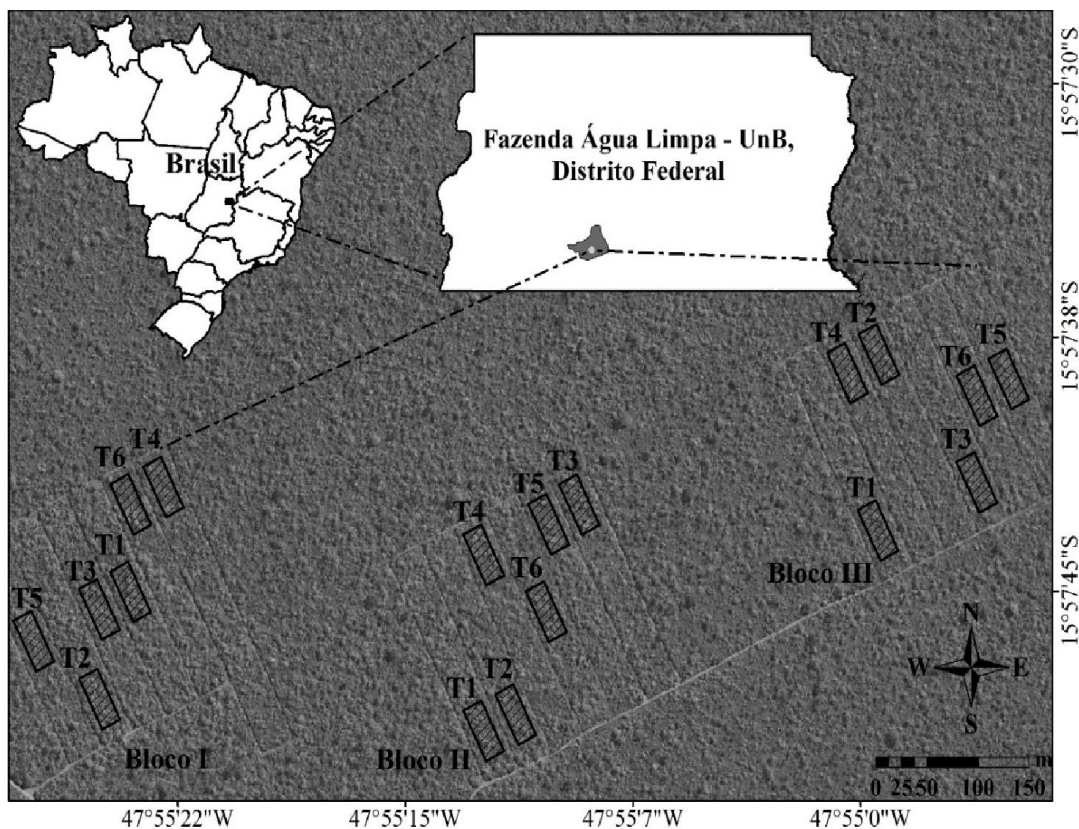 Brasil
Fazenda Água Limpa - UnB,
Distrito Federal
15°57'30"S
15°57'38"S
15°57'45"S
T6
T4
T3
T1
T5
T2
Bloco I
T4
T5
T3
T6
T1
T2
Bloco II
T4
T2
T6
T5
T3
T1
Bloco III
N
W
E
S
0 25 50 100 150 m
47°55'22"W
47°55'15"W
47°55'7"W
47°55'0"W